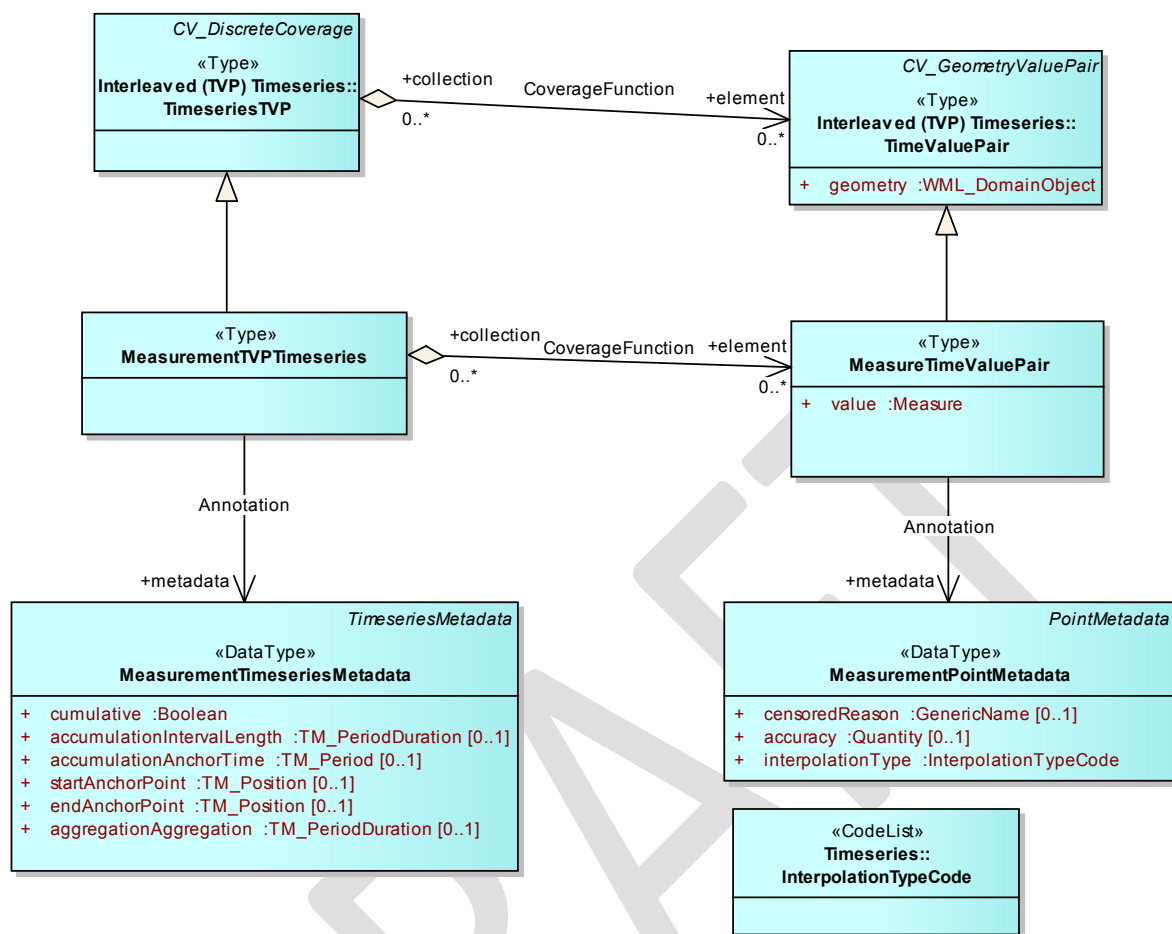 CV_DiscreteCoverage
«Type»
Interleaved (TVP) Timeseries::
TimeseriesTVP
+collection
0..*
CoverageFunction
+element
0..*
CV_GeometryValuePair
«Type»
Interleaved (TVP) Timeseries::
TimeValuePair
+ geometry :WML_DomainObject
«Type»
MeasurementTVPTimeseries
+collection
0..*
CoverageFunction
+element
0..*
«Type»
MeasureTimeValuePair
+ value :Measure
Annotation
+metadata
Annotation
+metadata
TimeseriesMetadata
«DataType»
MeasurementTimeseriesMetadata
+ cumulative :Boolean
+ accumulationIntervalLength :TM_PeriodDuration [0..1]
+ accumulationAnchorTime :TM_Period [0..1]
+ startAnchorPoint :TM_Position [0..1]
+ endAnchorPoint :TM_Position [0..1]
+ aggregationAggregation :TM_PeriodDuration [0..1]
PointMetadata
«DataType»
MeasurementPointMetadata
+ censoredReason :GenericName [0..1]
+ accuracy :Quantity [0..1]
+ interpolationType :InterpolationTypeCode
«CodeList»
Timeseries::
InterpolationTypeCode
DRAFT